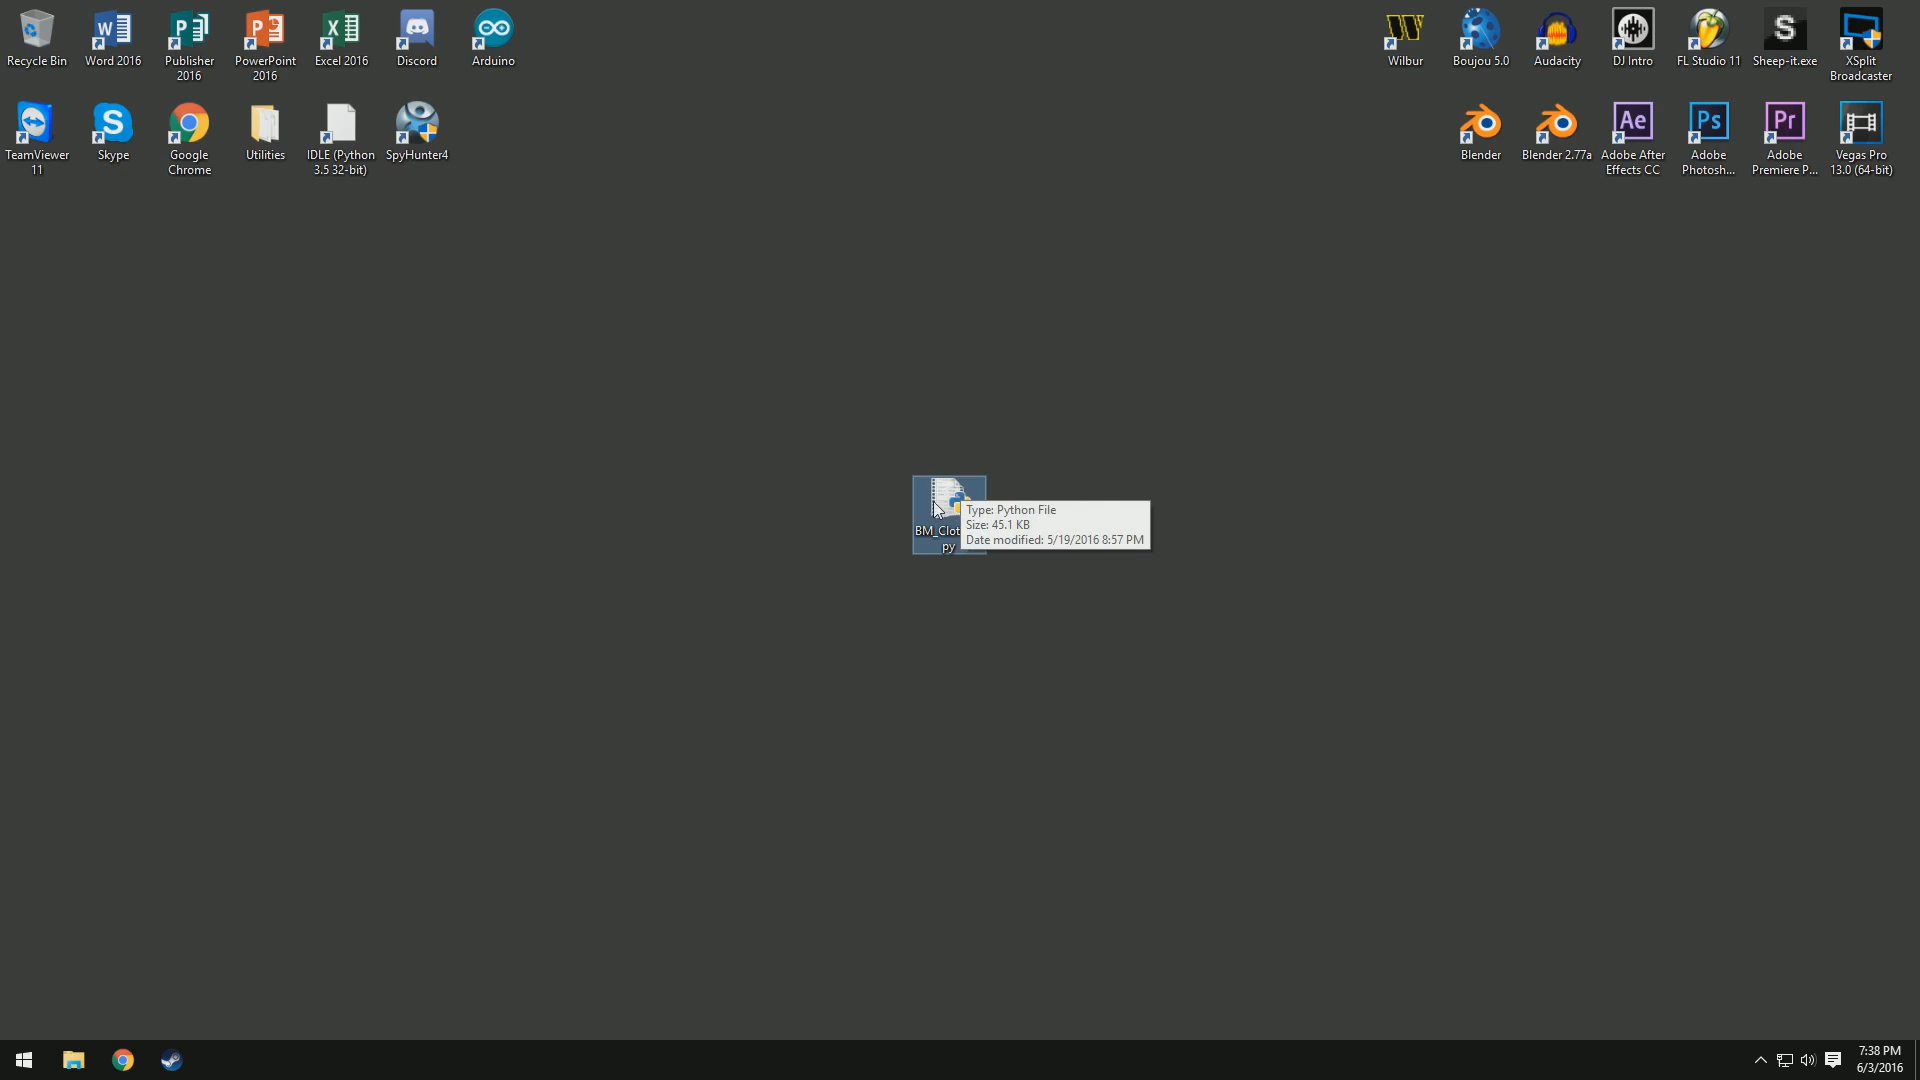 Recycle Bin
Word 2016
Publisher
2016
PowerPoint
2016
Excel 2016
Discord
Arduino
Wilbur
Boujou 5.0
Audacity
DJ Intro
FL Studio 11
Sheep-it.exe
XSplit
Broadcaster
TeamViewer
11
Skype
Google
Chrome
Utilities
IDLE (Python
3.5 32-bit)
SpyHunter4
Blender
Blender 2.77a
Adobe After
Effects CC
Adobe
Photosh...
Adobe
Premiere P...
Vegas Pro
13.0 (64-bit)
W
P
P
X
S
S
Ae
Ps
Pr
BM_Clot
py
Type: Python File
Size: 45.1 KB
Date modified: 5/19/2016 8:57 PM
7:38 PM
6/3/2016